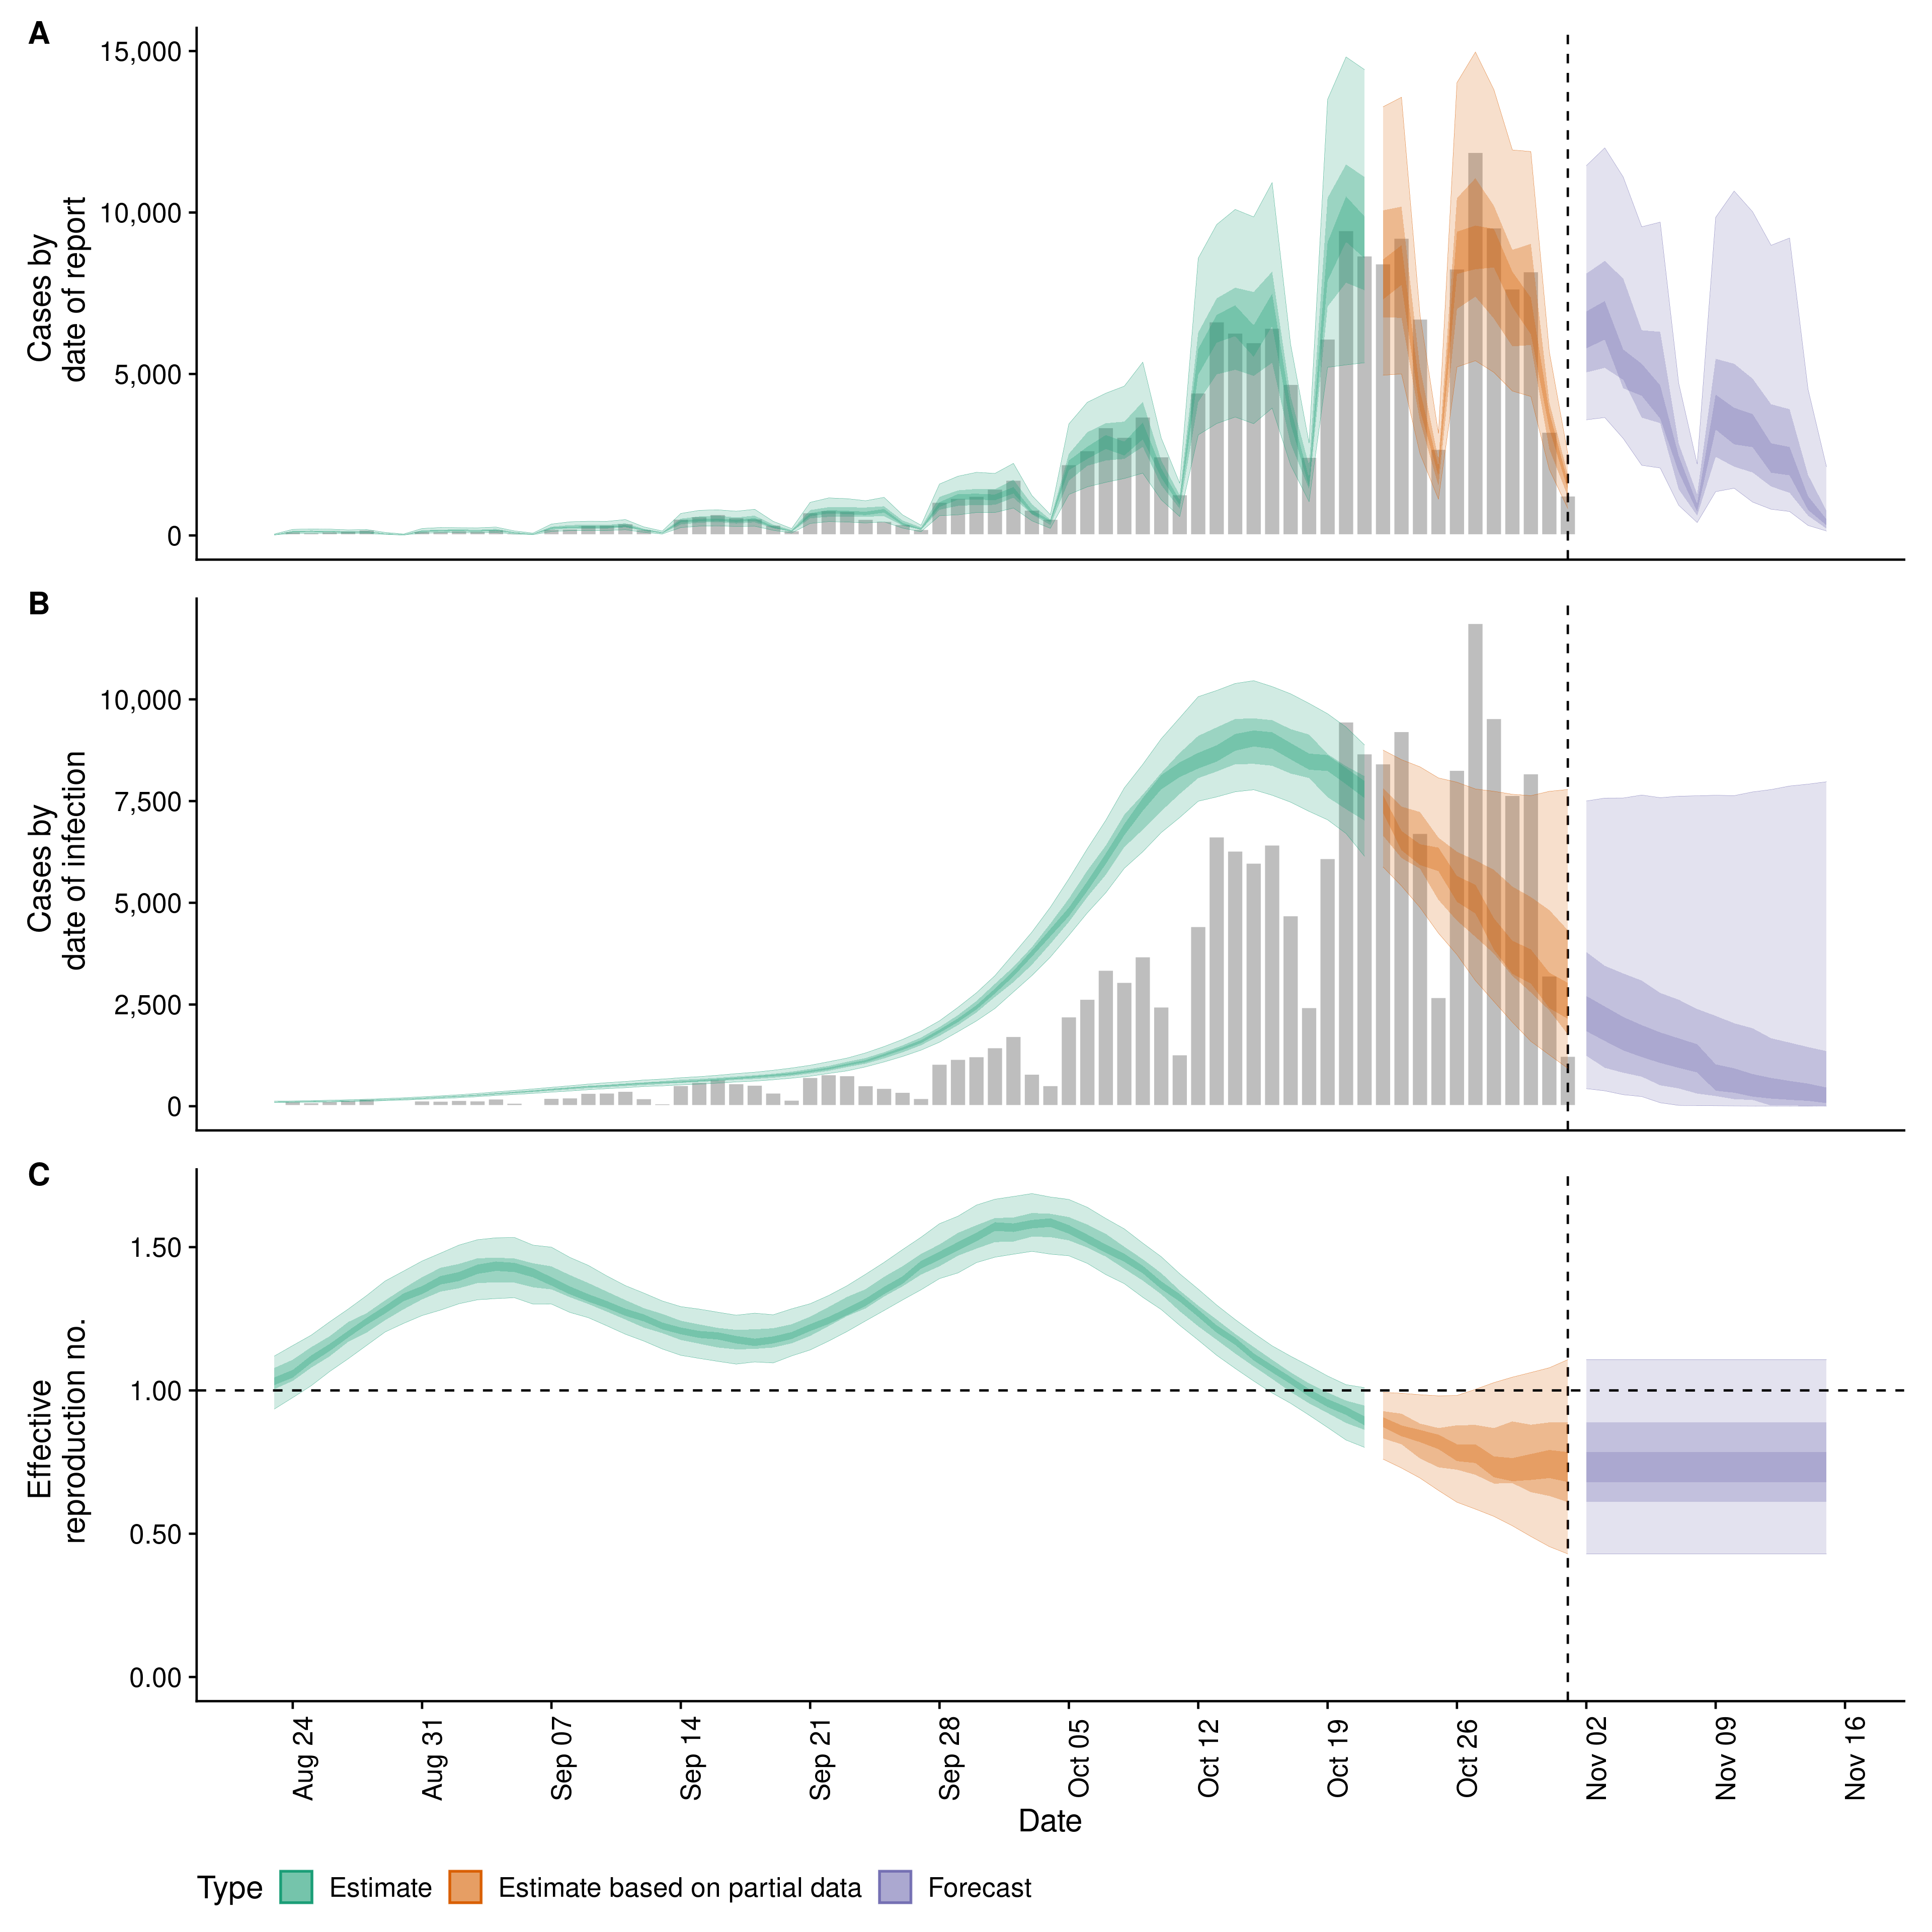 A
Cases by
date of report
15,000
10,000
5,000
0
B
Cases by
date of infection
10,000
7,500
5,000
2,500
0
C
Effective
reproduction no.
1.50
1.00
0.50
0.00
Aug 24
Aug 31
Sep 07
Sep 14
Sep 21
Sep 28
Oct 05
Oct 12
Oct 19
Oct 26
Nov 02
Nov 09
Nov 16
Date
Type Estimate Estimate based on partial data Forecast